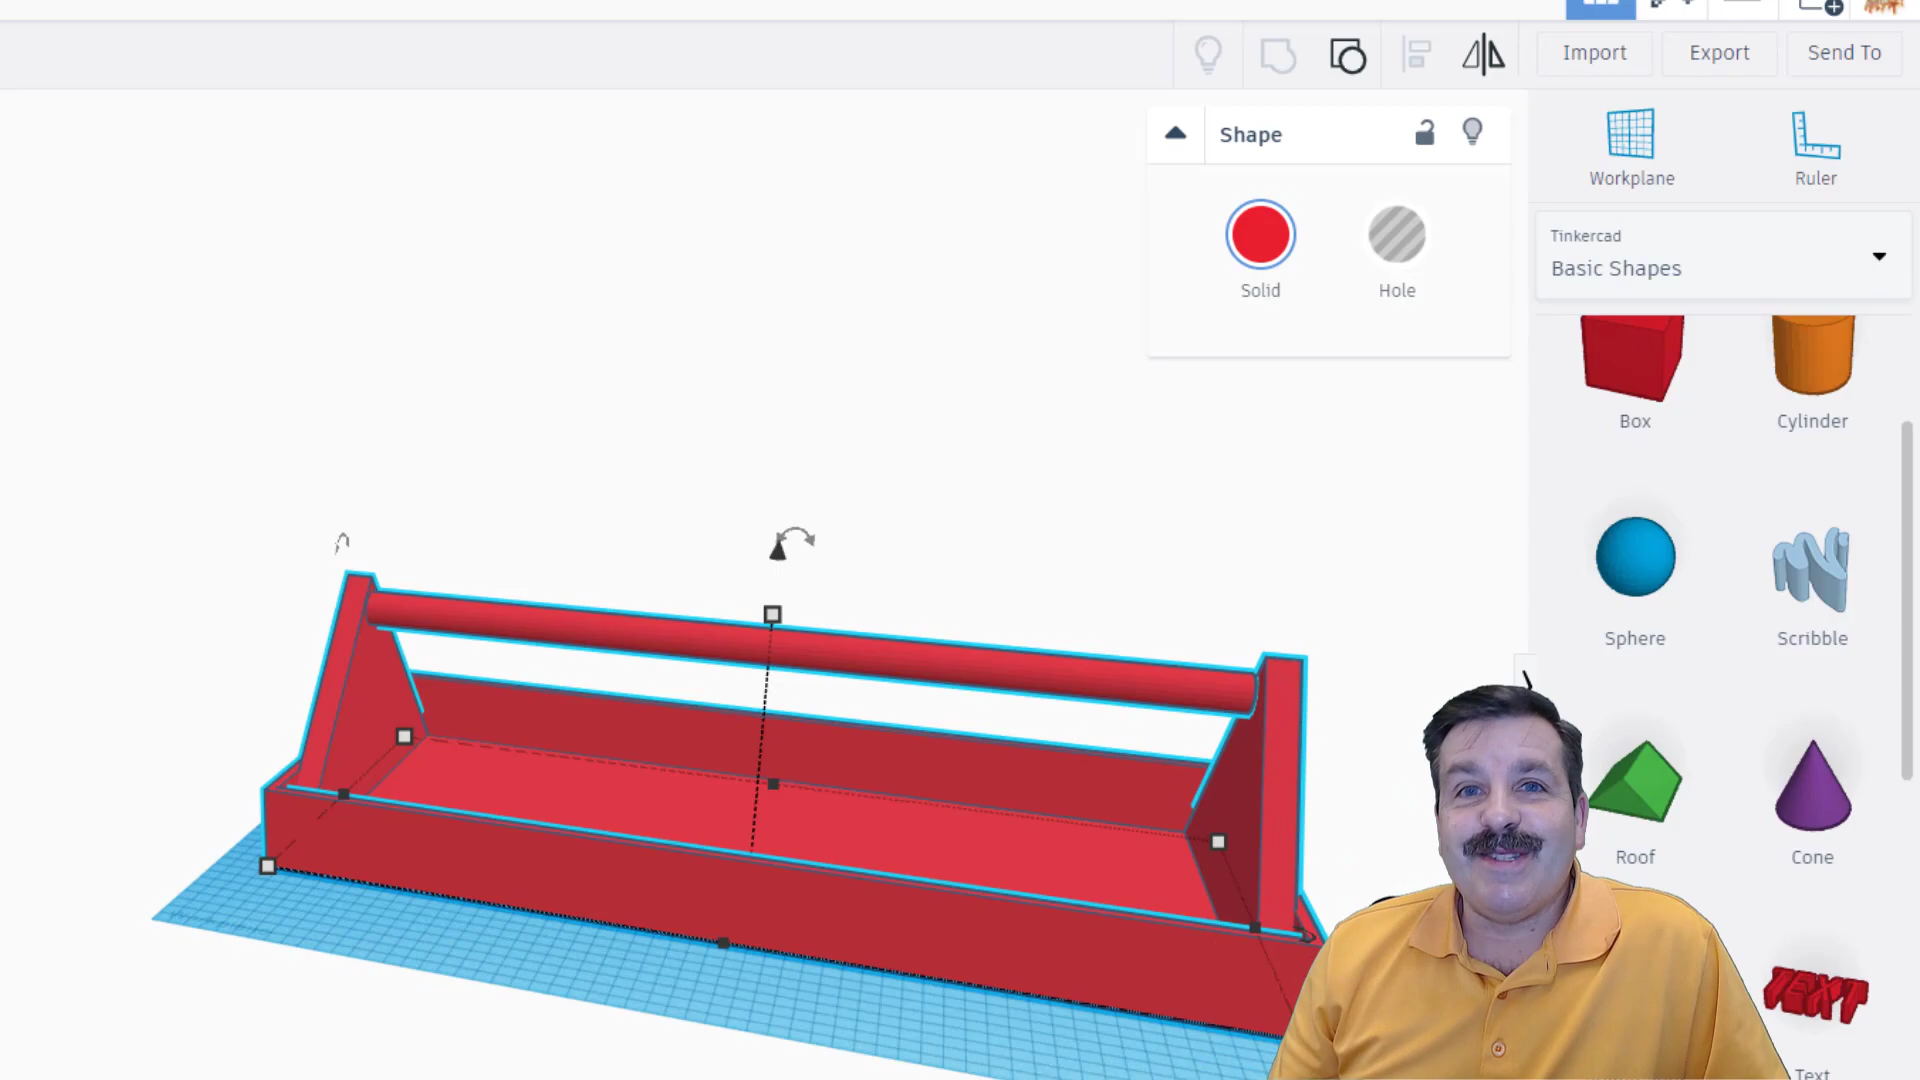 Import
Export
Send To
Shape
Workplane
Ruler
Solid
Hole
Tinkercad
Basic Shapes
Box
Cylinder
Sphere
Scribble
Roof
Cone
TEXT
Text